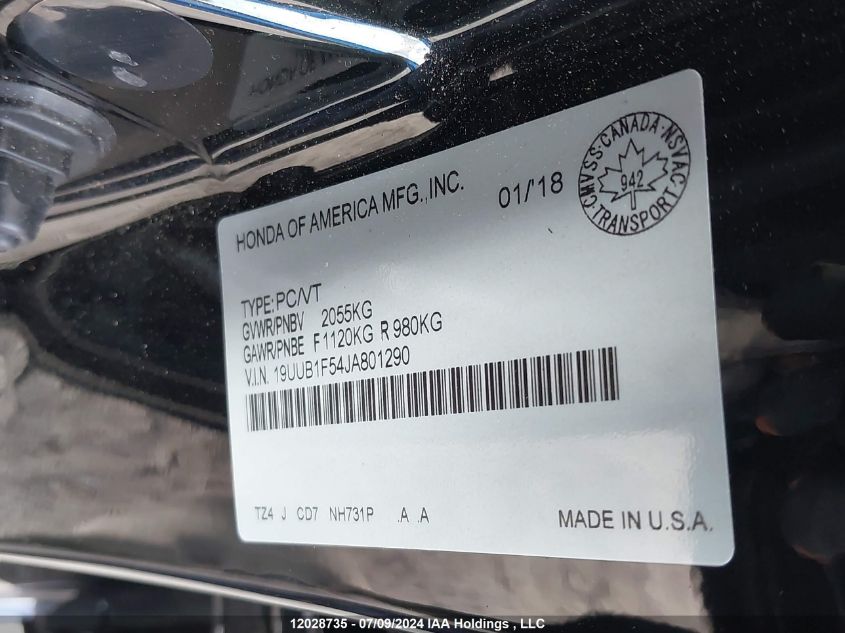 HONDA OF AMERICA MFG.,INC.
01/'18
CMVSS·CANADA·NSVAC·TRANSPORT
942
TYPE:PC/VT
GVWR/PNBV 2055KG
GAWR/PNBE F1120KG R980KG
V.I.N. 19UUB1F54JA801290
TZ4 J CD7 NH731P .A .A
MADE IN U.S.A.
12028735 - 07/09/2024 IAA Holdings , LLC